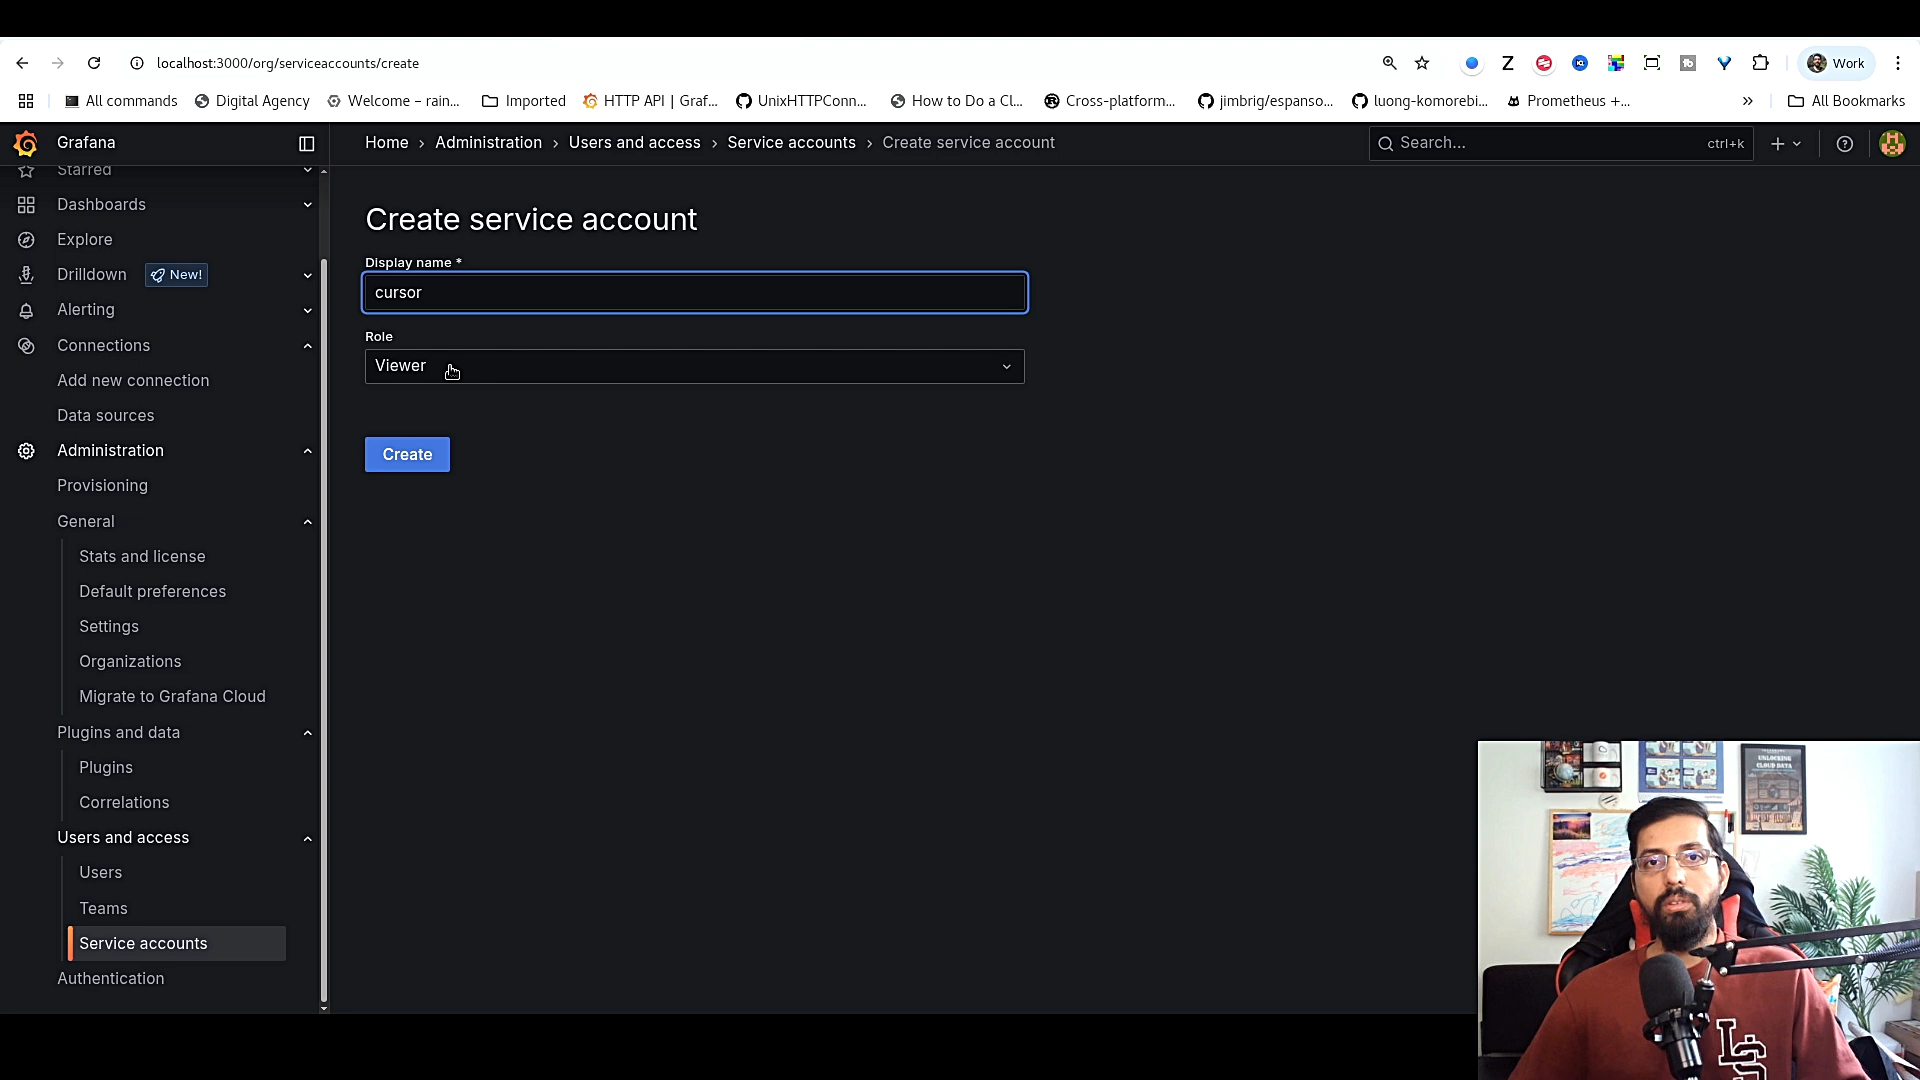 localhost:3000/org/serviceaccounts/create
Work
All commands
Digital Agency
Welcome – rain...
Imported
HTTP API | Graf...
UnixHTTPConn...
How to Do a Cl...
Cross-platform...
jimbrig/espanso...
luong-komorebi...
Prometheus +...
All Bookmarks
Grafana
Home › Administration › Users and access › Service accounts › Create service account
Search...
ctrl+k
Starred
Dashboards
Explore
Drilldown New!
Alerting
Connections
Add new connection
Data sources
Administration
Provisioning
General
Stats and license
Default preferences
Settings
Organizations
Migrate to Grafana Cloud
Plugins and data
Plugins
Correlations
Users and access
Users
Teams
Service accounts
Authentication
Create service account
Display name *
cursor
Role
Viewer
Create
UNLOCKING
CLOUD DATA
LS